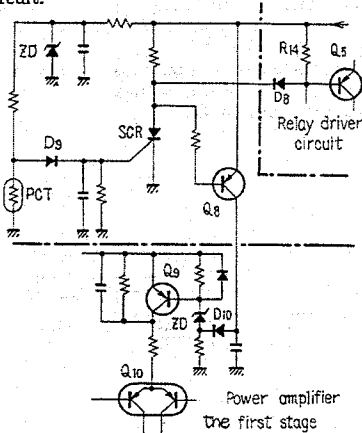 rcuit.
ZD
R14
Q5
D8
Relay driver
circuit
D9
SCR
PCT
Q8
Q9
ZD
D10
Q10
Power amplifier
the first stage